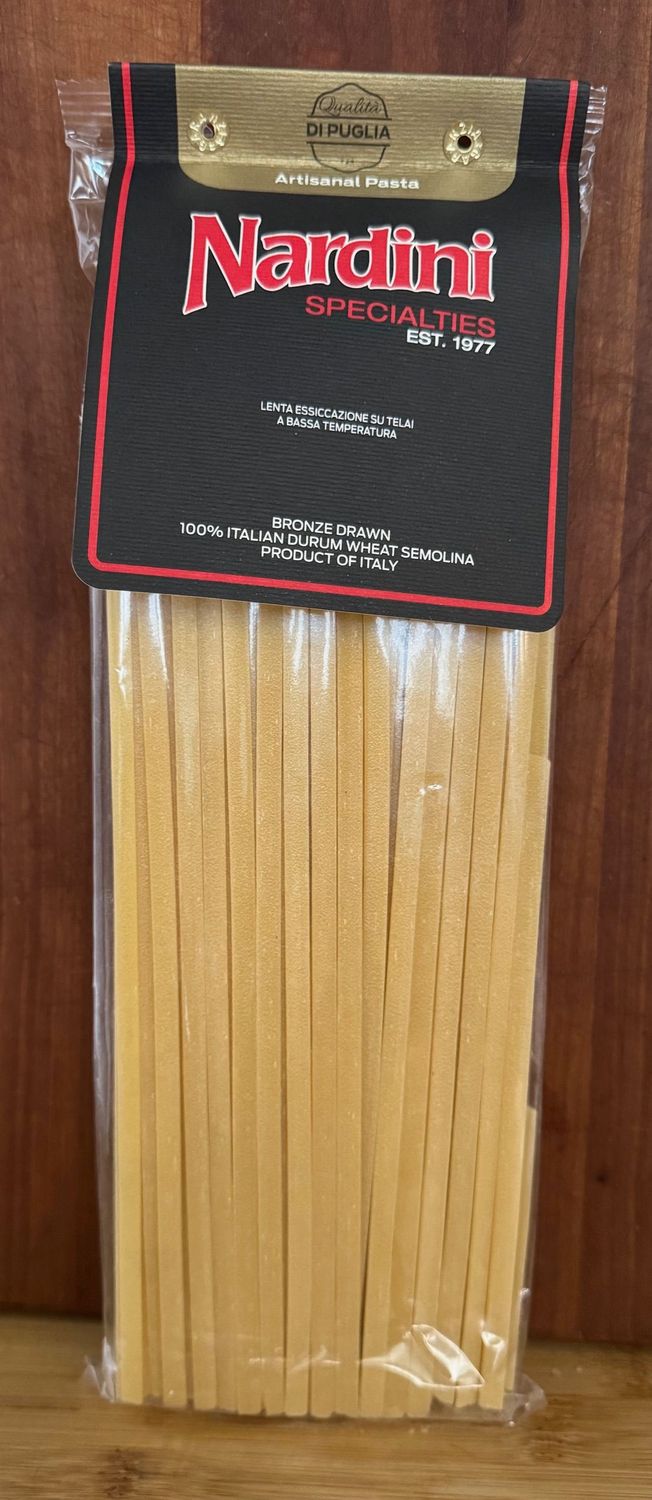 Qualità
DI PUGLIA
Artisanal Pasta
Nardini
SPECIALTIES
EST. 1977
LENTA ESSICCAZIONE SU TELAI
A BASSA TEMPERATURA
BRONZE DRAWN
100% ITALIAN DURUM WHEAT SEMOLINA
PRODUCT OF ITALY